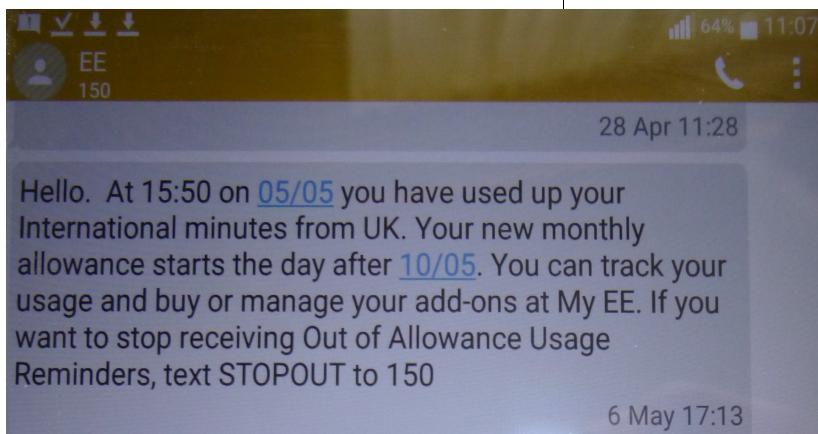 64% 11:07
EE
150
28 Apr 11:28
Hello. At 15:50 on 05/05 you have used up your
International minutes from UK. Your new monthly
allowance starts the day after 10/05. You can track your
usage and buy or manage your add-ons at My EE. If you
want to stop receiving Out of Allowance Usage
Reminders, text STOPOUT to 150
6 May 17:13